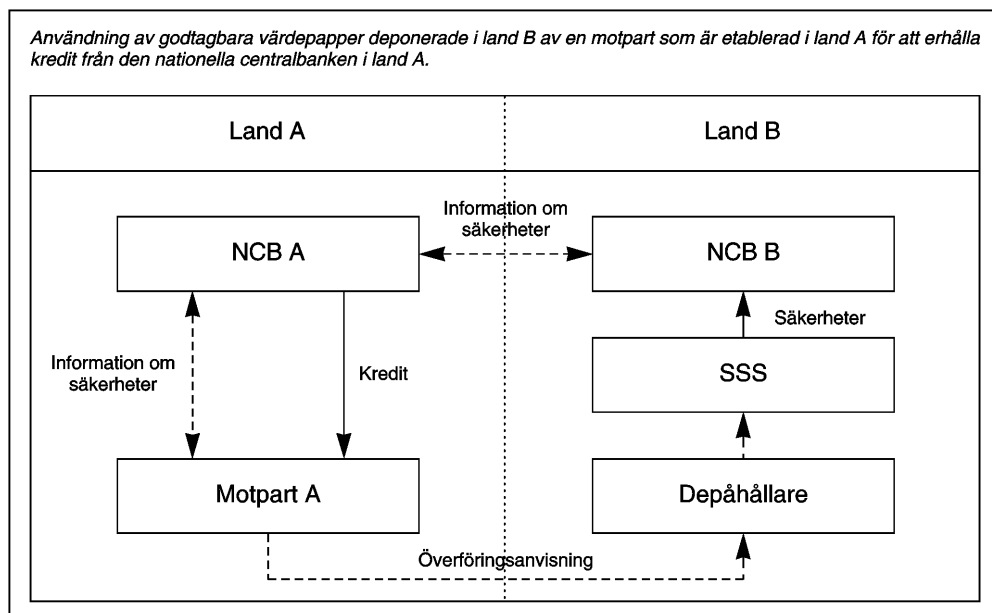 Användning av godtagbara värdepapper deponerade i land B av en motpart som är etablerad i land A för att erhålla
kredit från den nationella centralbanken i land A.
Land A
Land B
Information om
säkerheter
NCB A
NCB B
Säkerheter
Information om
säkerheter
Kredit
SSS
Motpart A
Depåhållare
Överföringsanvisning